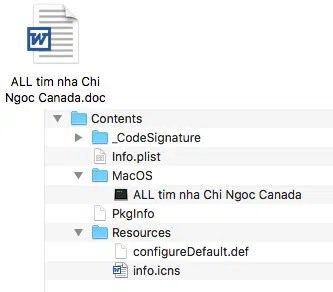 W
ALL tim nha Chi
Ngoc Canada.doc
Contents
_CodeSignature
Info.plist
MacOS
ALL tim nha Chi Ngoc Canada
PkgInfo
Resources
configureDefault.def
info.icns